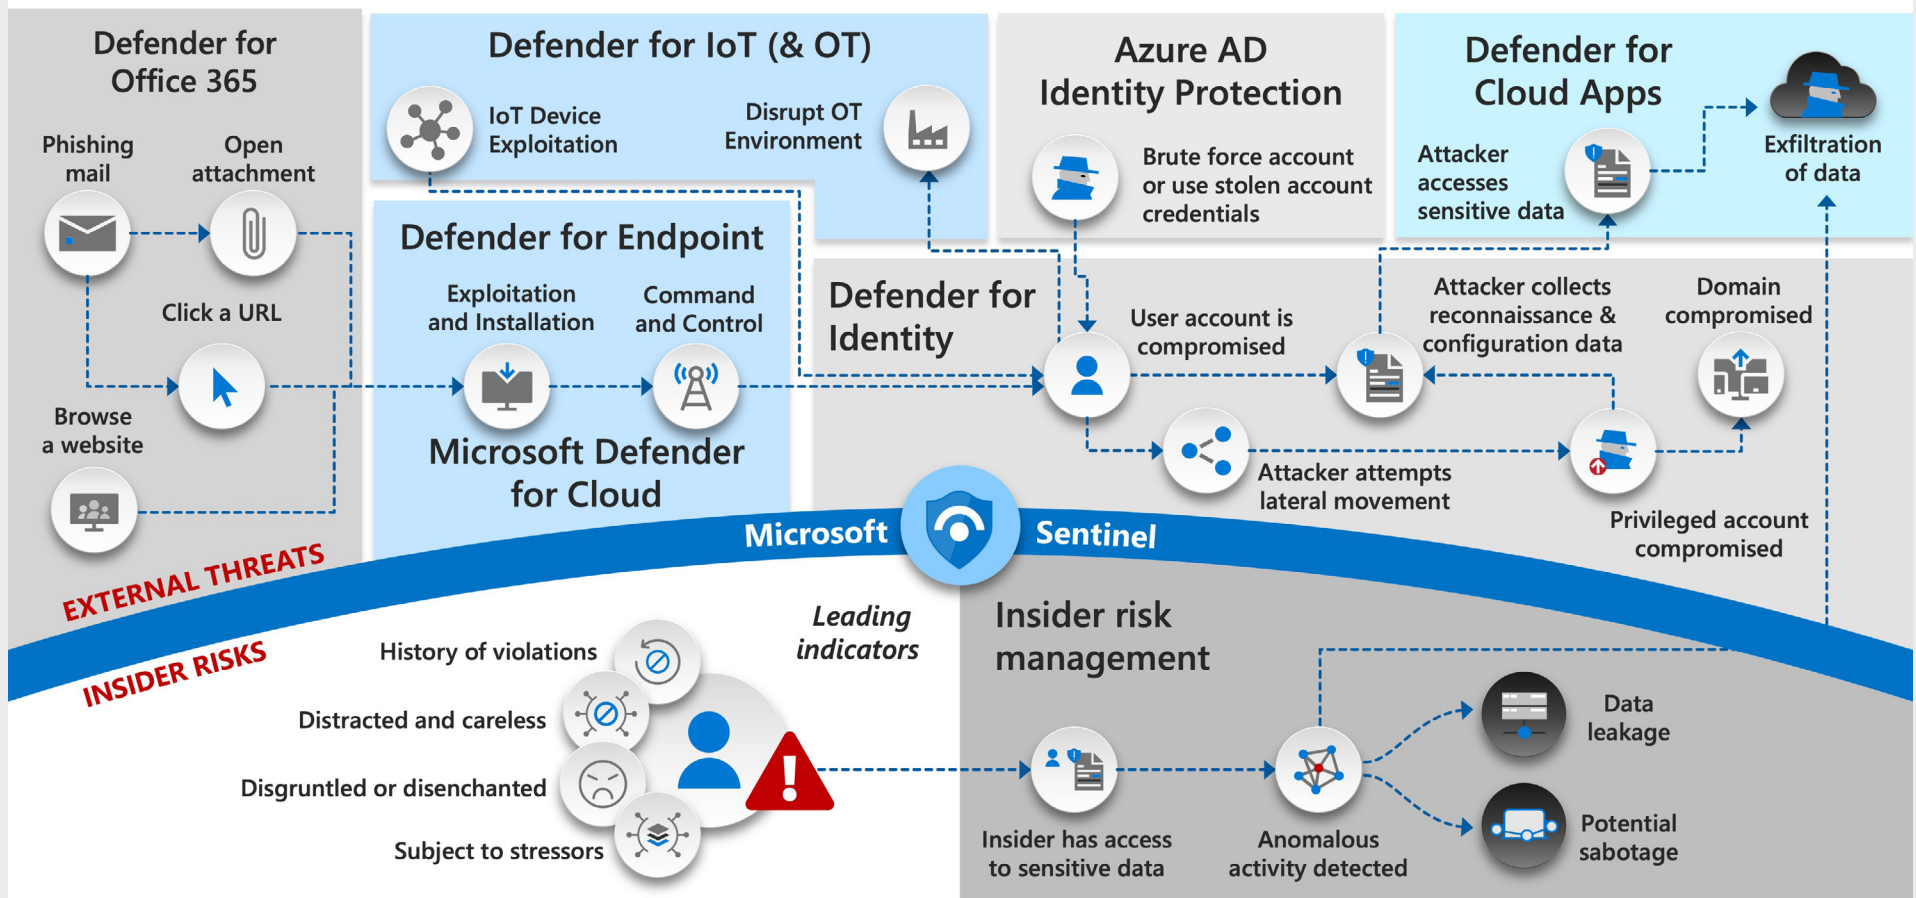 Defender for
Office 365
Phishing
mail
Open
attachment
Click a URL
Browse
a website
EXTERNAL THREATS
Defender for IoT (& OT)
IoT Device
Exploitation
Disrupt OT
Environment
Defender for Endpoint
Exploitation
and Installation
Command
and Control
Microsoft Defender
for Cloud
Azure AD
Identity Protection
Brute force account
or use stolen account
credentials
Defender for
Cloud Apps
Attacker
accesses
sensitive data
Exfiltration
of data
Defender for
Identity
User account is
compromised
Attacker collects
reconnaissance &
configuration data
Domain
compromised
Attacker attempts
lateral movement
Privileged account
compromised
Microsoft Sentinel
INSIDER RISKS
Leading
indicators
History of violations
Distracted and careless
Disgruntled or disenchanted
Subject to stressors
Insider risk
management
Insider has access
to sensitive data
Anomalous
activity detected
Data
leakage
Potential
sabotage